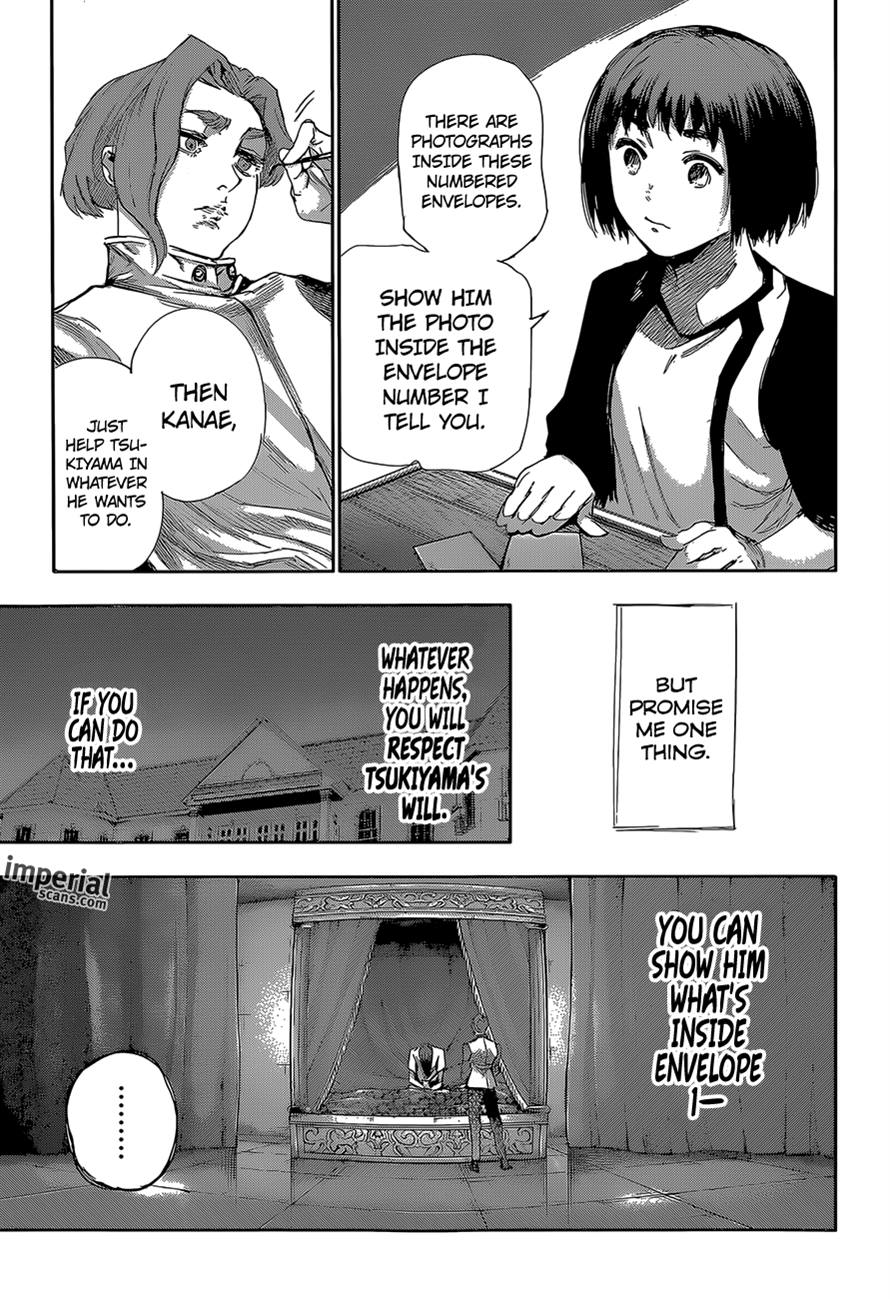 THERE ARE
PHOTOGRAPHS
INSIDE THESE
NUMBERED
ENVELOPES.
SHOW HIM
THE PHOTO
INSIDE THE
ENVELOPE
NUMBER I
TELL YOU.
THEN
KANAE,
JUST
HELP TSU-
KIYAMA IN
WHATEVER
HE WANTS
TO DO.
BUT
PROMISE
ME ONE
THING.
WHATEVER
HAPPENS,
YOU WILL
RESPECT
TSUKIYAMA'S
WILL.
IF YOU
CAN DO
THAT...
imperial
scans.com
YOU CAN
SHOW HIM
WHAT'S
INSIDE
ENVELOPE
1—
........